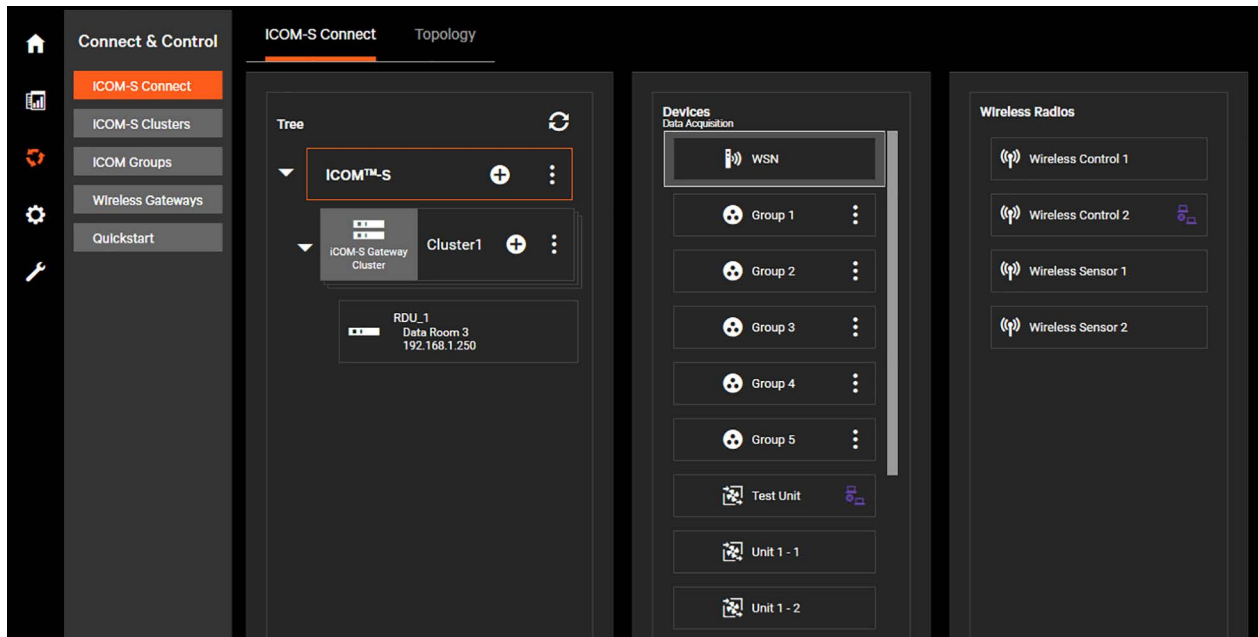 Connect & Control
ICOM-S Connect
ICOM-S Clusters
ICOM Groups
Wireless Gateways
Quickstart
ICOM-S Connect
Topology
Tree
ICOM™-S
iCOM-S Gateway
Cluster
Cluster1
RDU_1
Data Room 3
192.168.1.250
Devices
Data Acquisition
WSN
Group 1
Group 2
Group 3
Group 4
Group 5
Test Unit
Unit 1 - 1
Unit 1 - 2
Wireless Radios
Wireless Control 1
Wireless Control 2
Wireless Sensor 1
Wireless Sensor 2